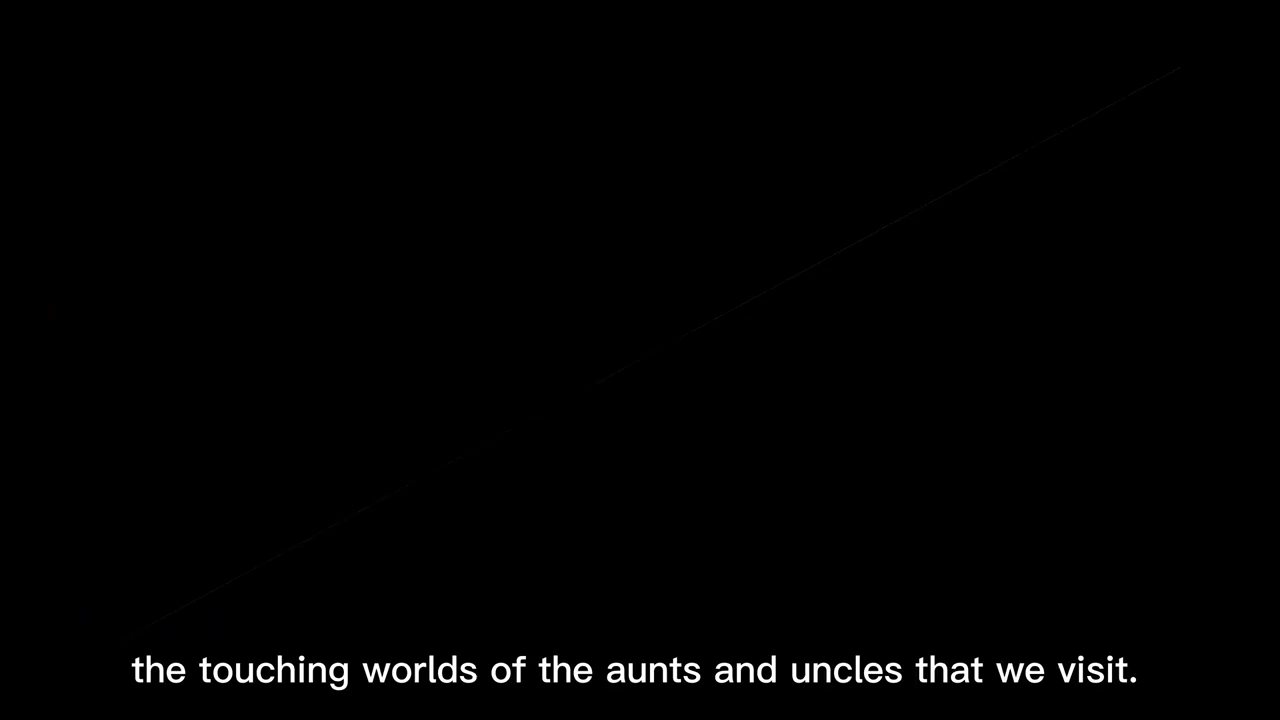 the touching worlds of the aunts and uncles that we visit.